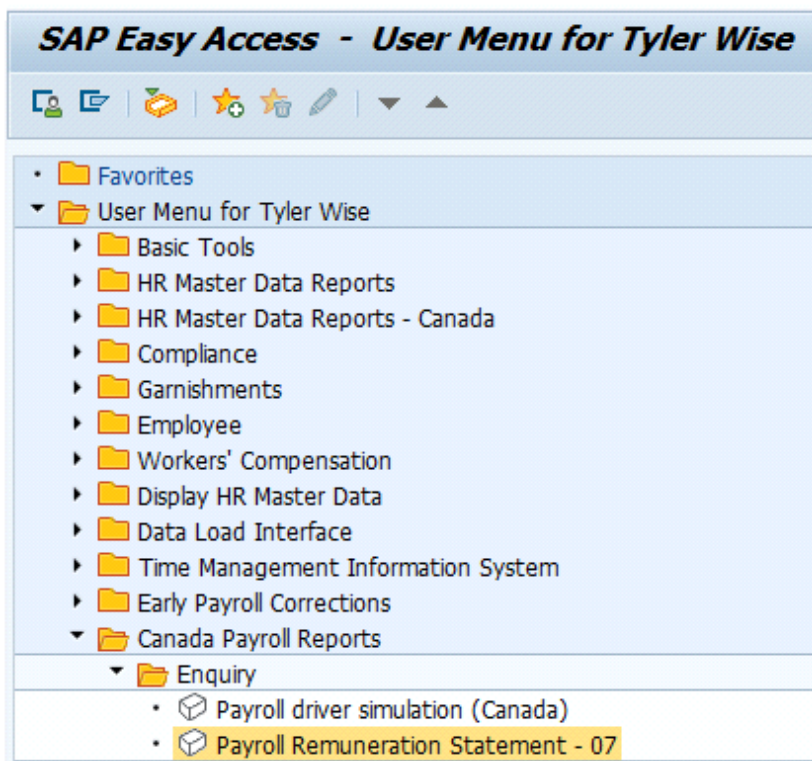 SAP Easy Access - User Menu for Tyler Wise
Favorites
User Menu for Tyler Wise
Basic Tools
HR Master Data Reports
HR Master Data Reports - Canada
Compliance
Garnishments
Employee
Workers' Compensation
Display HR Master Data
Data Load Interface
Time Management Information System
Early Payroll Corrections
Canada Payroll Reports
Enquiry
Payroll driver simulation (Canada)
Payroll Remuneration Statement - 07